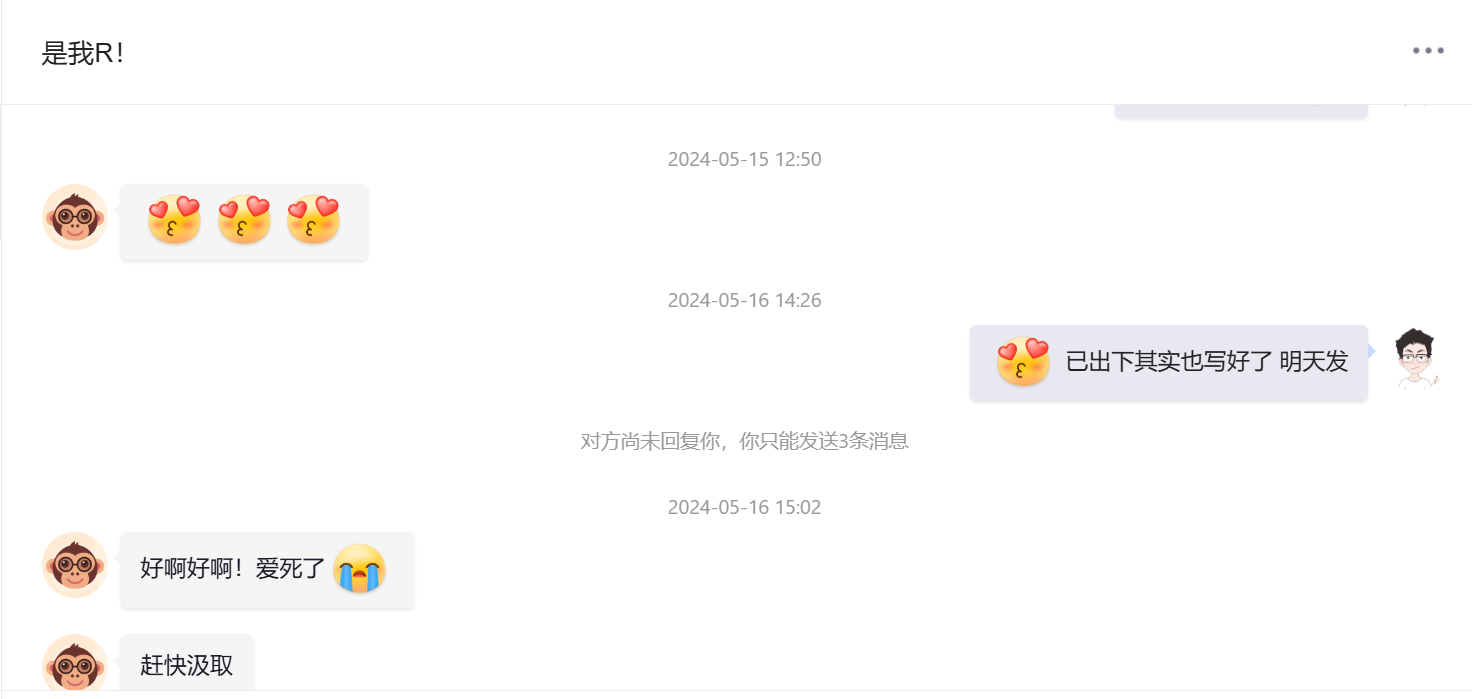 是我R！
2024-05-15 12:50
2024-05-16 14:26
已出下其实也写好了 明天发
对方尚未回复你，你只能发送3条消息
2024-05-16 15:02
好啊好啊！爱死了
赶快汲取